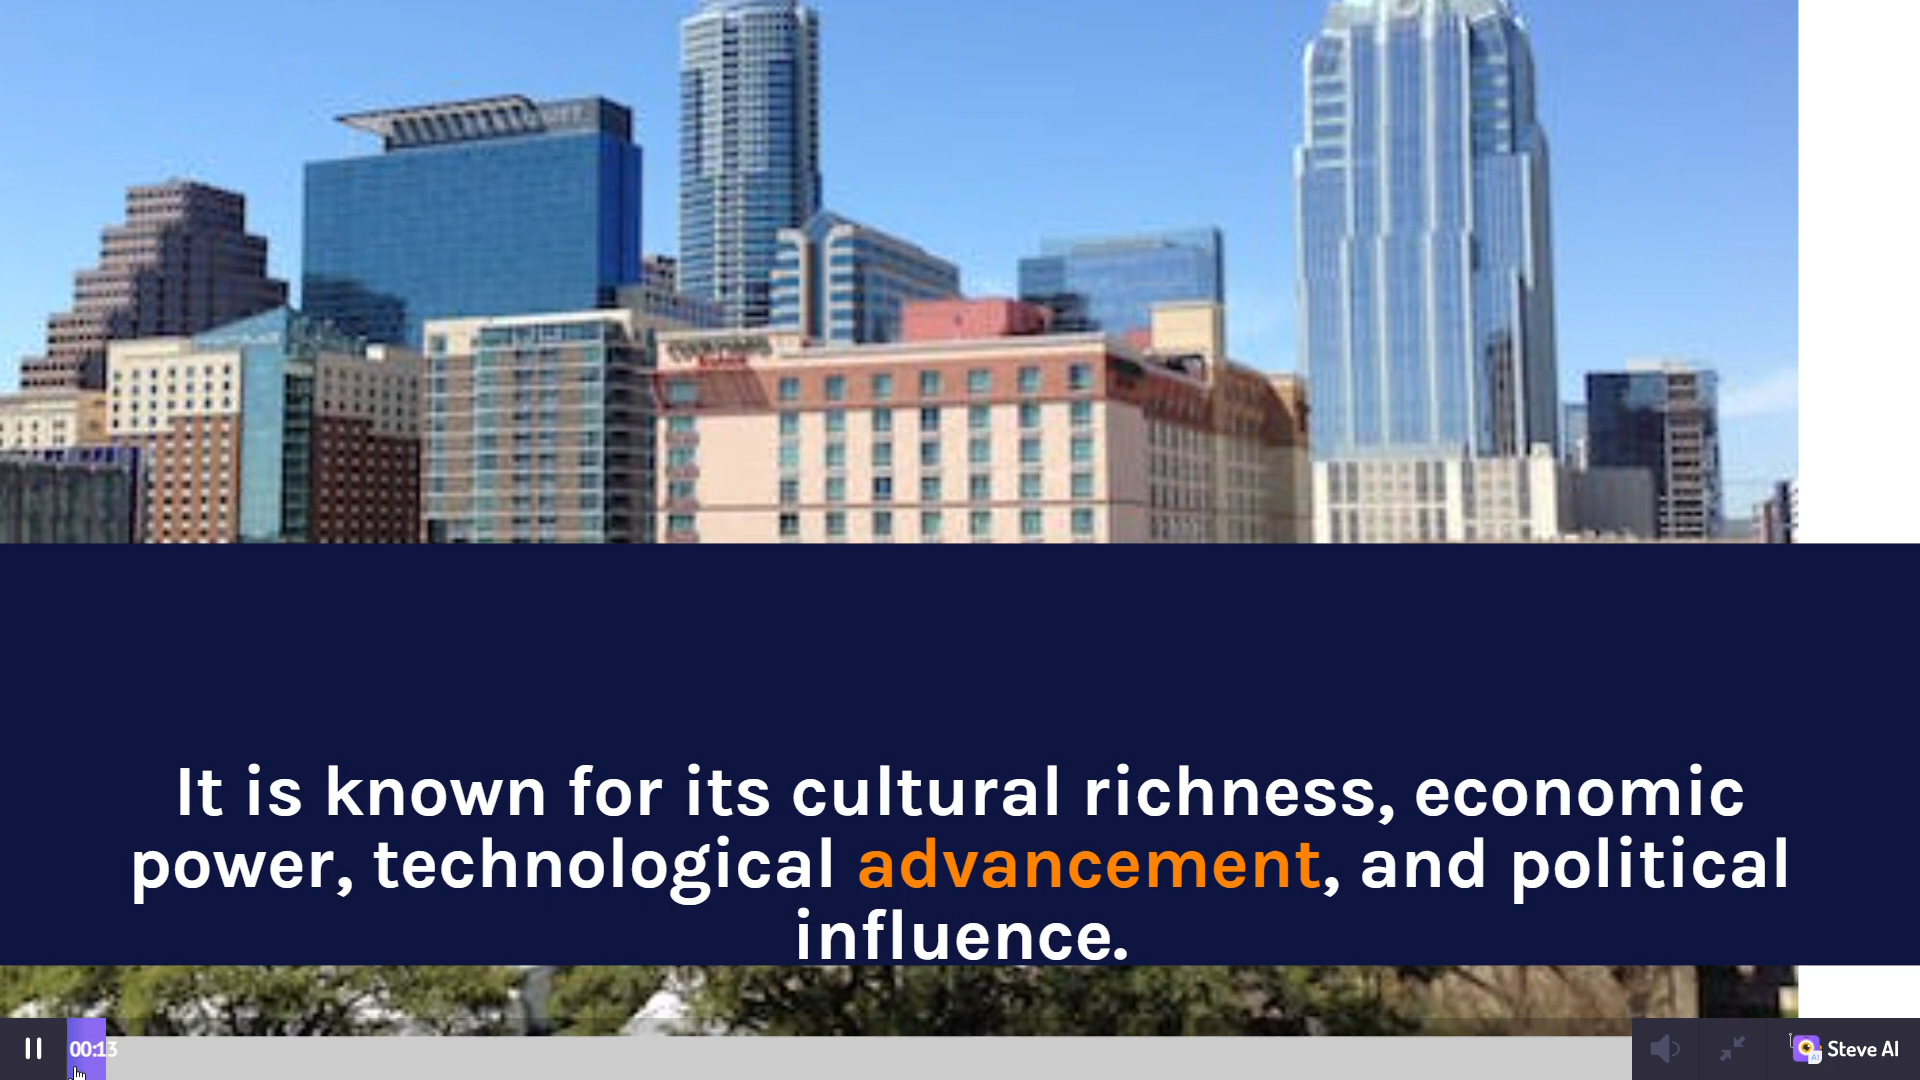 It is known for its cultural richness, economic
power, technological advancement, and political
influence.
00:13
Steve AI